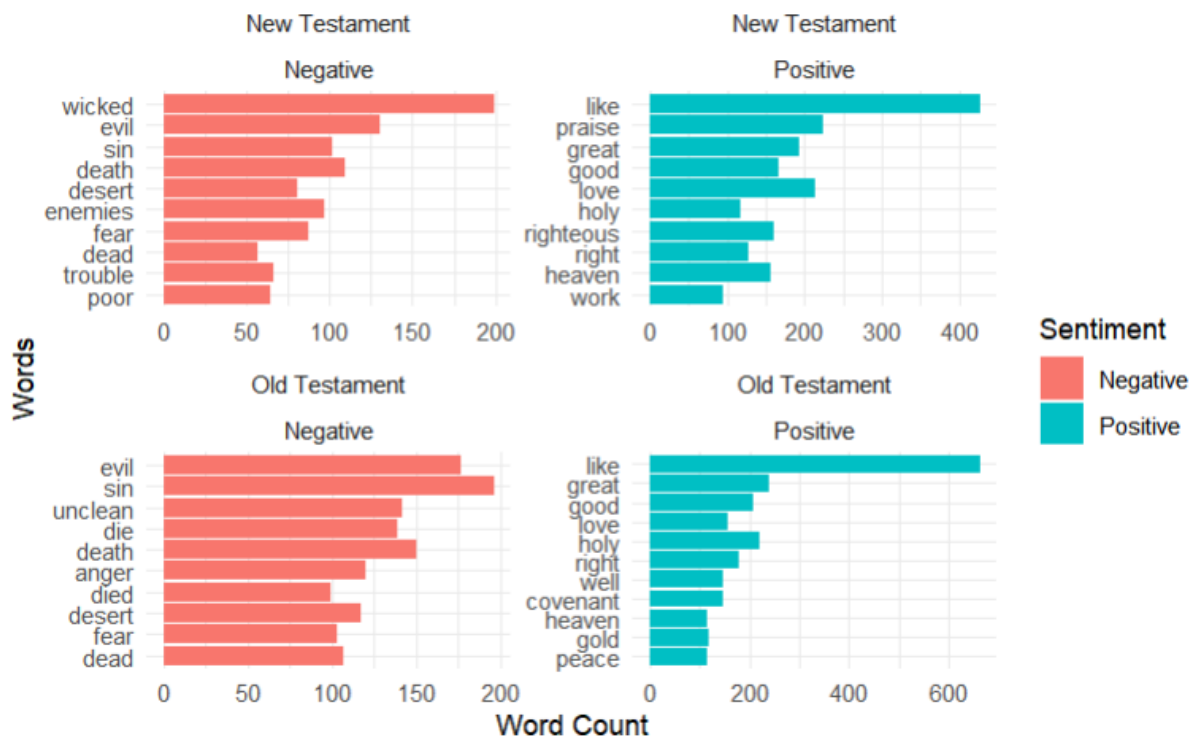 New Testament
Negative
wicked
evil
sin
death
desert
enemies
fear
dead
trouble
poor
0 50 100 150 200
New Testament
Positive
like
praise
great
good
love
holy
righteous
right
heaven
work
0 100 200 300 400
Old Testament
Negative
evil
sin
unclean
die
death
anger
died
desert
fear
dead
0 50 100 150 200
Old Testament
Positive
like
great
good
love
holy
right
well
covenant
heaven
gold
peace
0 200 400 600
Words
Word Count
Sentiment
Negative
Positive